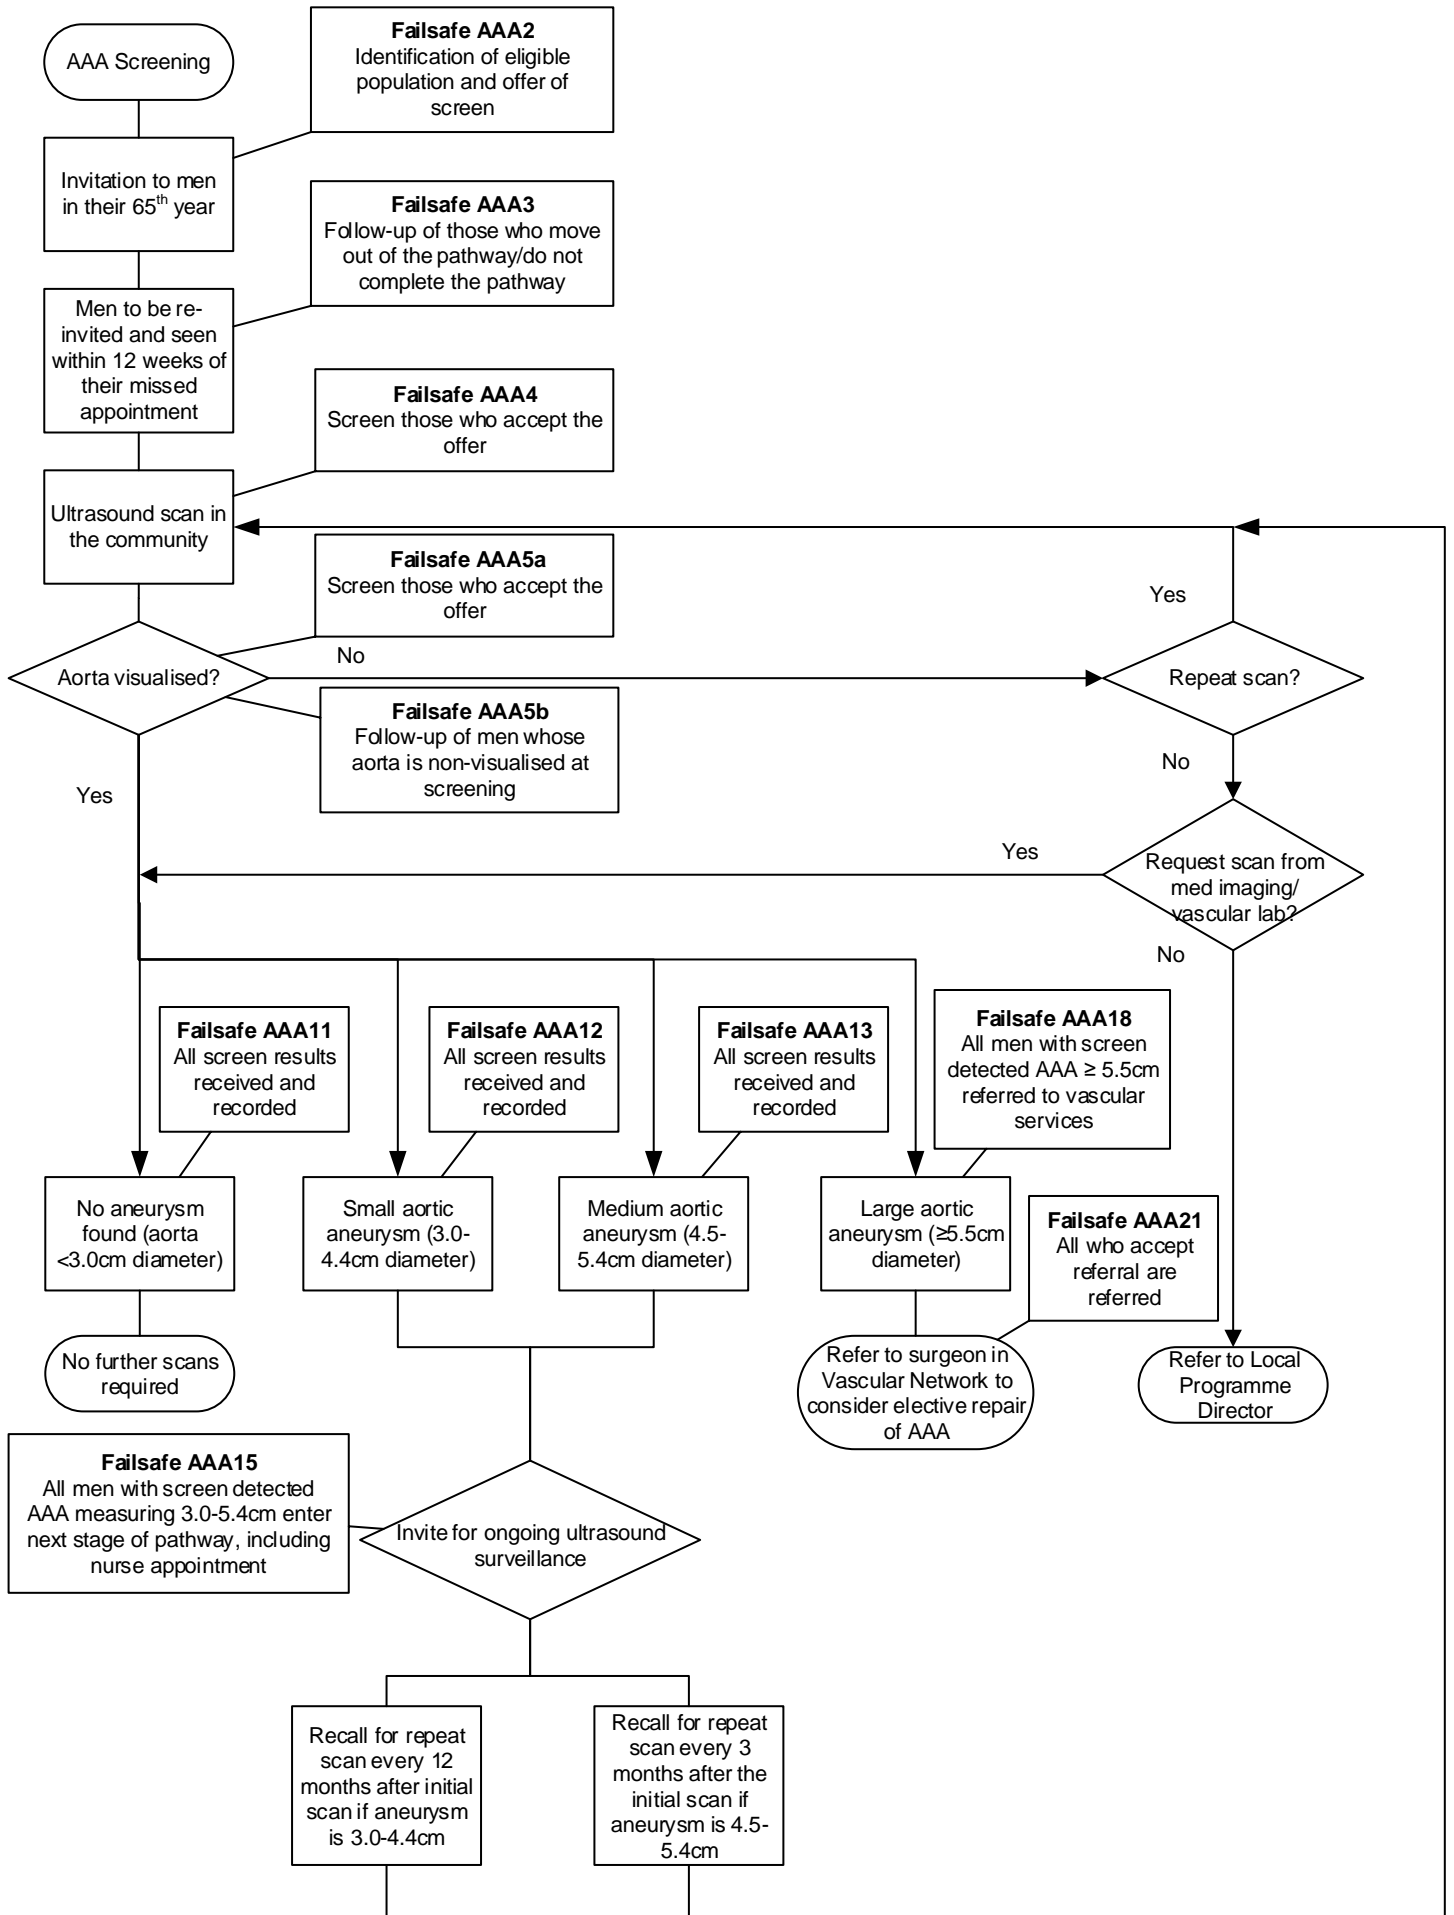 AAA Screening
Failsafe AAA2
Identification of eligible
population and offer of
screen
Invitation to men
in their 65th year
Failsafe AAA3
Follow-up of those who move
out of the pathway/do not
complete the pathway
Men to be re-
invited and seen
within 12 weeks of
their missed
appointment
Failsafe AAA4
Screen those who accept the
offer
Ultrasound scan in
the community
Failsafe AAA5a
Screen those who accept the
offer
Yes
Aorta visualised?
No
Repeat scan?
Failsafe AAA5b
Follow-up of men whose
aorta is non-visualised at
screening
Yes
No
Yes
Request scan from
med imaging/
vascular lab?
No
Failsafe AAA11
All screen results
received and
recorded
Failsafe AAA12
All screen results
received and
recorded
Failsafe AAA13
All screen results
received and
recorded
Failsafe AAA18
All men with screen
detected AAA ≥ 5.5cm
referred to vascular
services
No aneurysm
found (aorta
<3.0cm diameter)
Small aortic
aneurysm (3.0-
4.4cm diameter)
Medium aortic
aneurysm (4.5-
5.4cm diameter)
Large aortic
aneurysm (≥5.5cm
diameter)
Failsafe AAA21
All who accept
referral are
referred
No further scans
required
Refer to surgeon in
Vascular Network to
consider elective repair
of AAA
Refer to Local
Programme
Director
Failsafe AAA15
All men with screen detected
AAA measuring 3.0-5.4cm enter
next stage of pathway, including
nurse appointment
Invite for ongoing ultrasound
surveillance
Recall for repeat
scan every 12
months after initial
scan if aneurysm
is 3.0-4.4cm
Recall for repeat
scan every 3
months after the
initial scan if
aneurysm is 4.5-
5.4cm